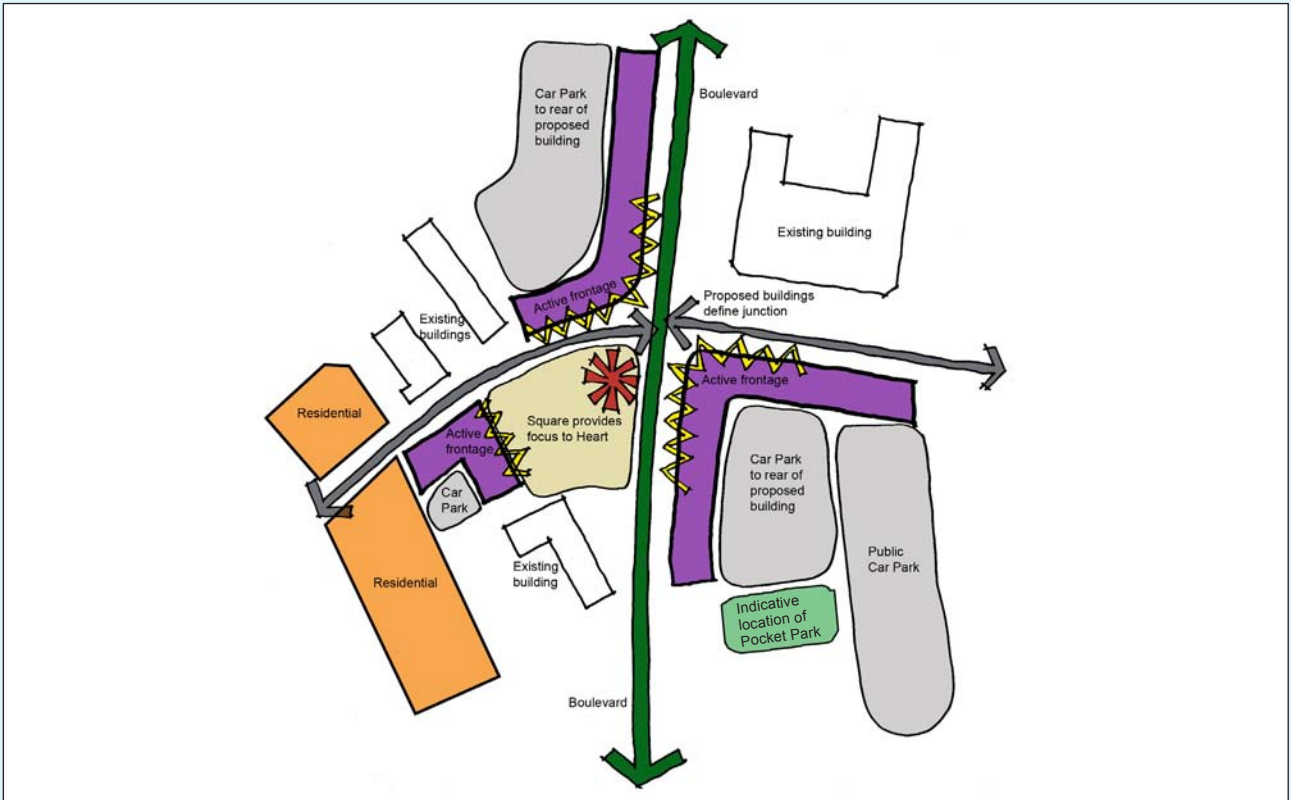 Car Park
to rear of
proposed
building
Boulevard
Existing building
Active frontage
Proposed buildings
define junction
Existing
buildings
Active frontage
Residential
Square provides
focus to Heart
Active
frontage
Car Park
to rear of
proposed
building
Car
Park
Public
Car Park
Existing
building
Residential
Indicative
location of
Pocket Park
Boulevard